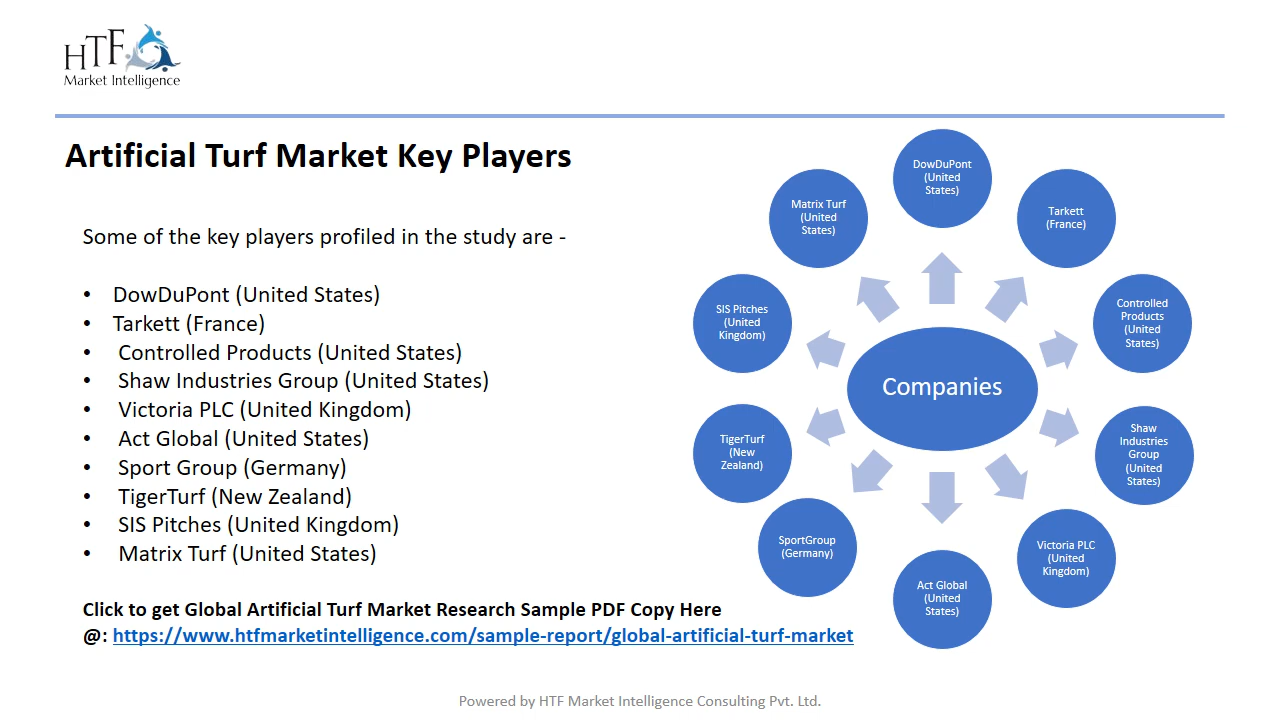 HTF
Market Intelligence
Artificial Turf Market Key Players
Some of the key players profiled in the study are -
• DowDuPont (United States)
• Tarkett (France)
• Controlled Products (United States)
• Shaw Industries Group (United States)
• Victoria PLC (United Kingdom)
• Act Global (United States)
• Sport Group (Germany)
• TigerTurf (New Zealand)
• SIS Pitches (United Kingdom)
• Matrix Turf (United States)
Click to get Global Artificial Turf Market Research Sample PDF Copy Here
@: https://www.htfmarketintelligence.com/sample-report/global-artificial-turf-market
Companies
DowDuPont
(United
States)
Tarkett
(France)
Controlled
Products
(United
States)
Shaw
Industries
Group
(United
States)
Victoria PLC
(United
Kingdom)
Act Global
(United
States)
SportGroup
(Germany)
TigerTurf
(New
Zealand)
SIS Pitches
(United
Kingdom)
Matrix Turf
(United
States)
Powered by HTF Market Intelligence Consulting Pvt. Ltd.